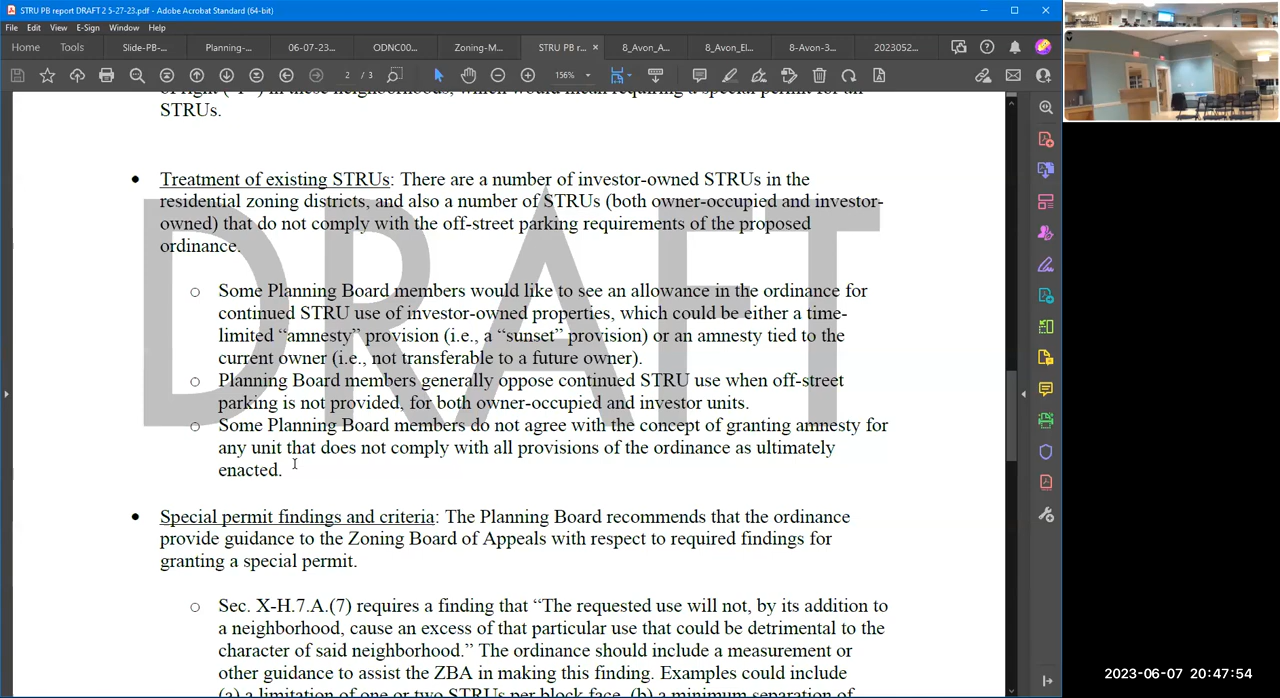 STRU PB report DRAFT 2 5-27-23.pdf - Adobe Acrobat Standard (64-bit)
File Edit View E-Sign Window Help
Home Tools Slide-PB-... Planning-... 06-07-23... ODNC00... Zoning-M... STRU PB r... × 8_Avon_A... 8_Avon_El... 8-Avon-3... 2023052...
2 / 3 156%
STRUs.
• Treatment of existing STRUs: There are a number of investor-owned STRUs in the
residential zoning districts, and also a number of STRUs (both owner-occupied and investor-
owned) that do not comply with the off-street parking requirements of the proposed
ordinance.
○ Some Planning Board members would like to see an allowance in the ordinance for
continued STRU use of investor-owned properties, which could be either a time-
limited “amnesty” provision (i.e., a “sunset” provision) or an amnesty tied to the
current owner (i.e., not transferable to a future owner).
○ Planning Board members generally oppose continued STRU use when off-street
parking is not provided, for both owner-occupied and investor units.
○ Some Planning Board members do not agree with the concept of granting amnesty for
any unit that does not comply with all provisions of the ordinance as ultimately
enacted.
• Special permit findings and criteria: The Planning Board recommends that the ordinance
provide guidance to the Zoning Board of Appeals with respect to required findings for
granting a special permit.
○ Sec. X-H.7.A.(7) requires a finding that “The requested use will not, by its addition to
a neighborhood, cause an excess of that particular use that could be detrimental to the
character of said neighborhood.” The ordinance should include a measurement or
other guidance to assist the ZBA in making this finding. Examples could include
(a) a limitation of one or two STRUs per block face, (b) a minimum separation of
DRAFT
2023-06-07 20:47:54